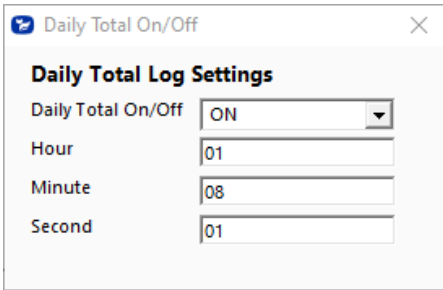 Daily Total On/Off
Daily Total Log Settings
Daily Total On/Off ON
Hour 01
Minute 08
Second 01